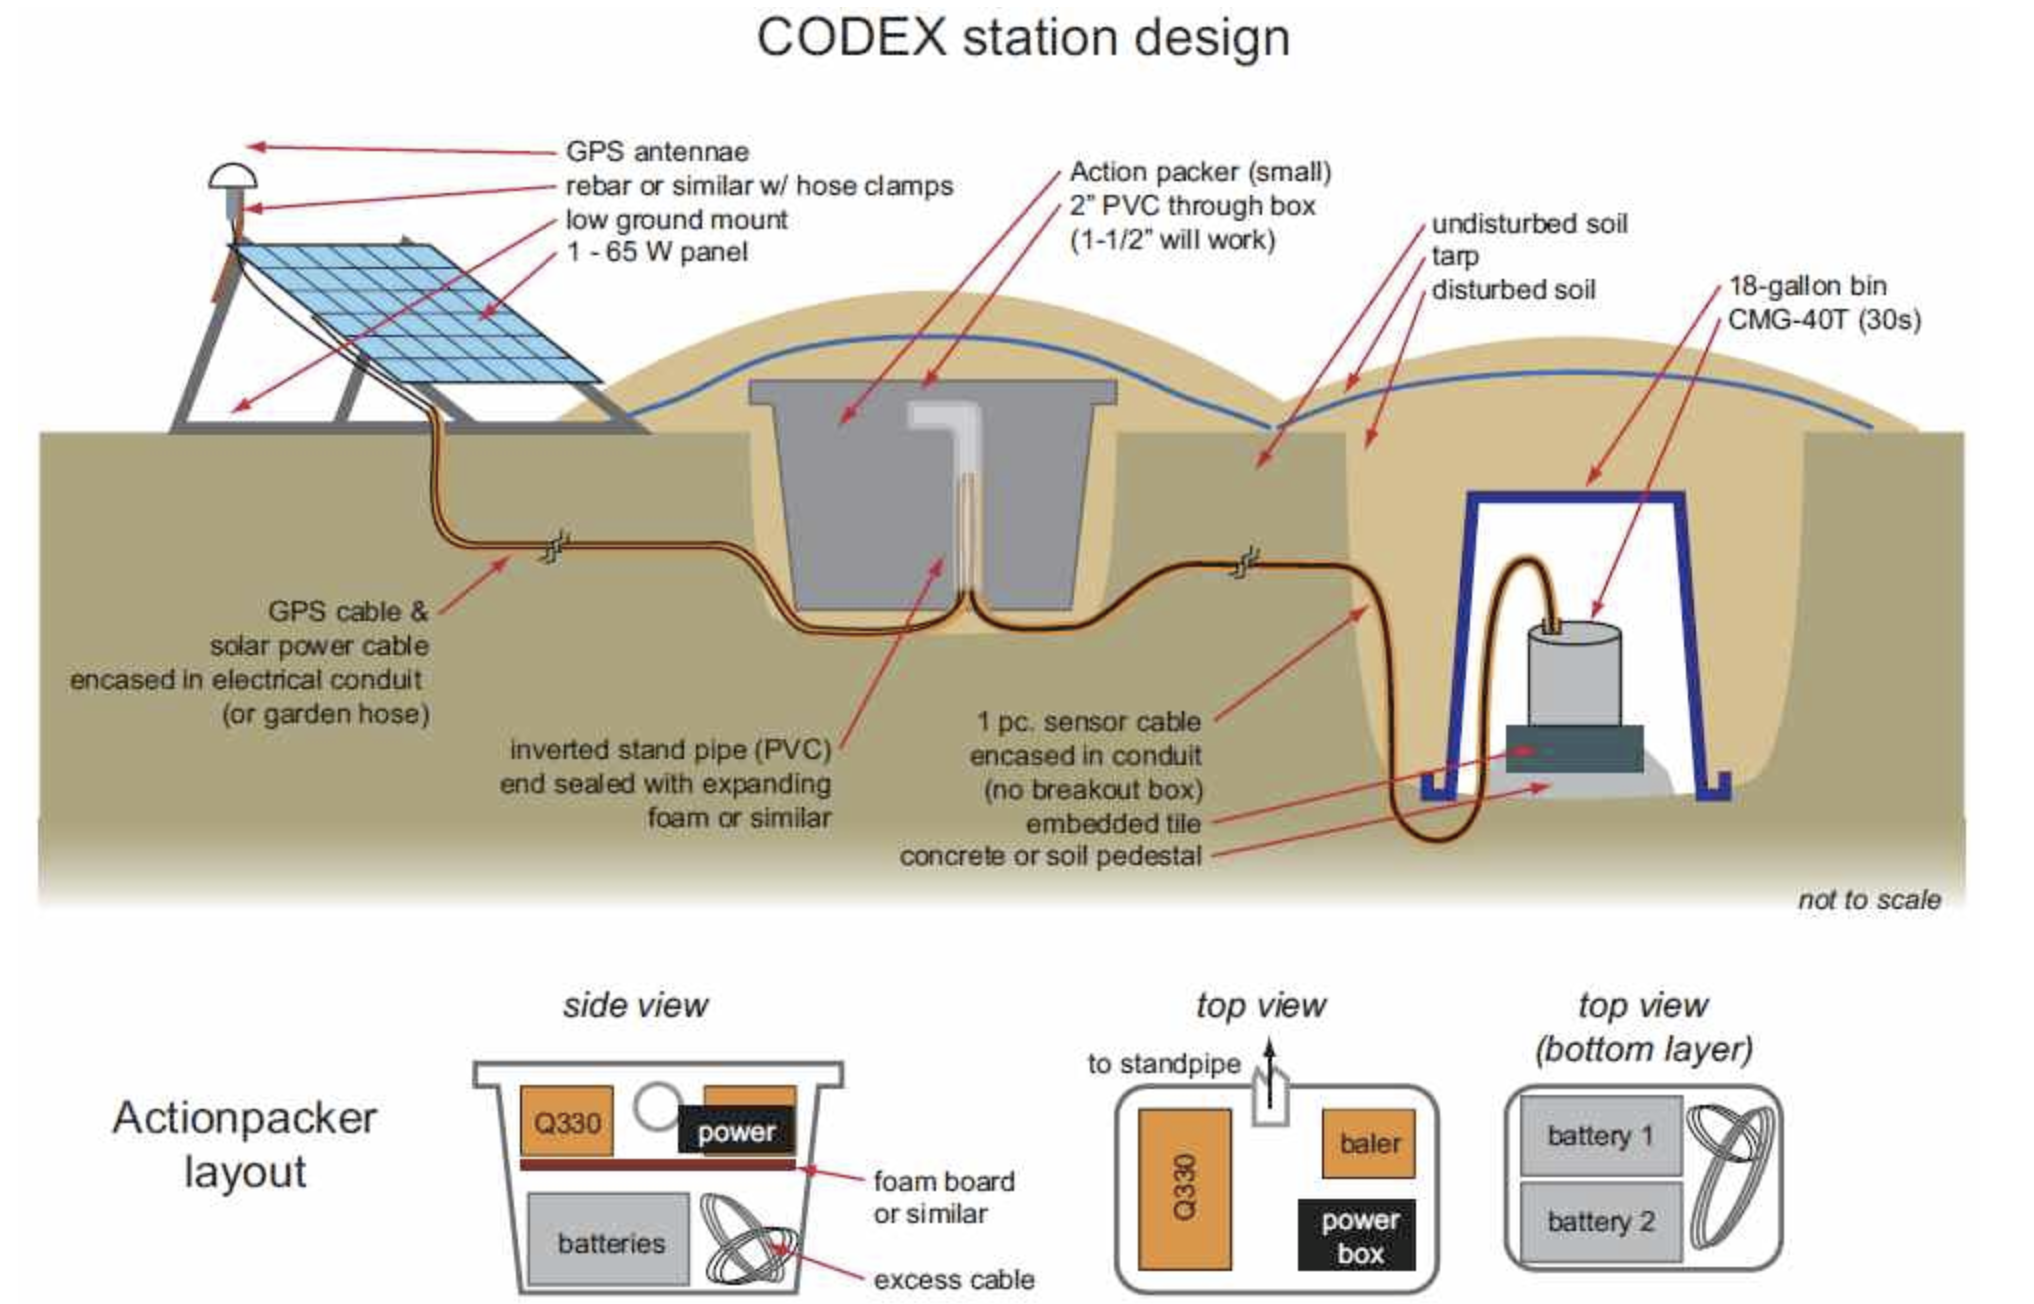 CODEX station design
GPS antennae
rebar or similar w/ hose clamps
low ground mount
1 - 65 W panel
Action packer (small)
2” PVC through box
(1-1/2” will work)
undisturbed soil
tarp
disturbed soil
18-gallon bin
CMG-40T (30s)
GPS cable &
solar power cable
encased in electrical conduit
(or garden hose)
inverted stand pipe (PVC)
end sealed with expanding
foam or similar
1 pc. sensor cable
encased in conduit
(no breakout box)
embedded tile
concrete or soil pedestal
not to scale
Actionpacker
layout
side view
Q330
power
foam board
or similar
batteries
excess cable
top view
to standpipe
Q330
baler
power
box
top view
(bottom layer)
battery 1
battery 2